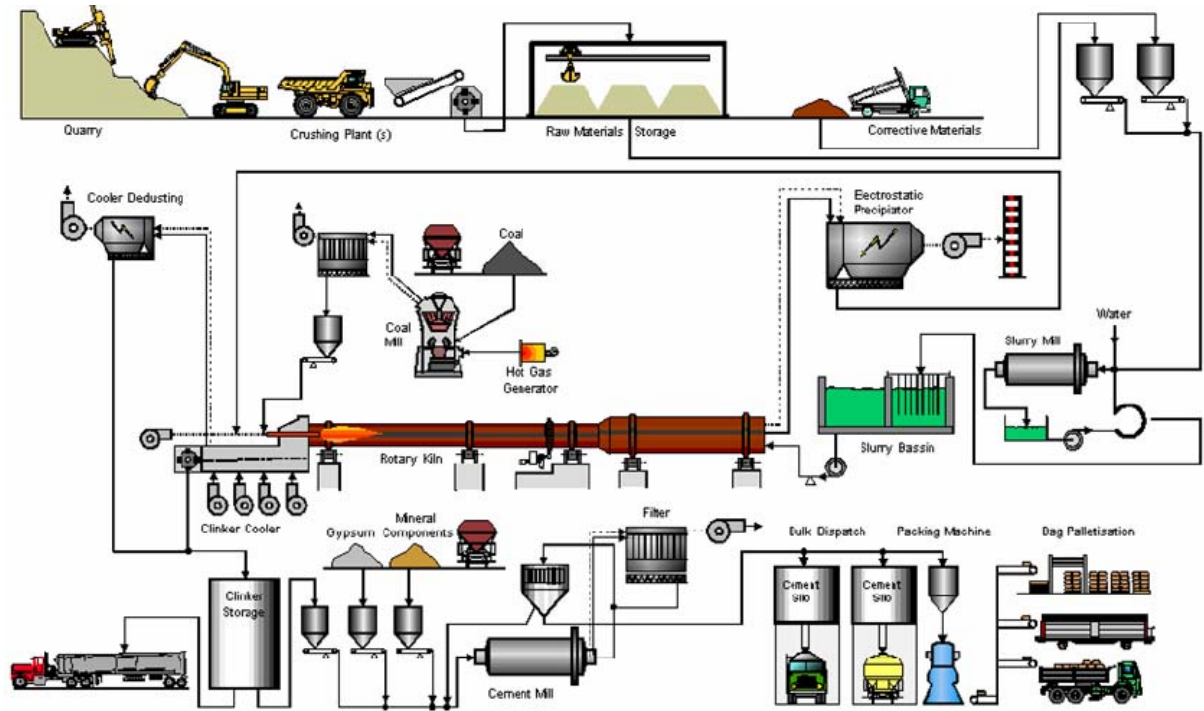 Quarry
Crushing Plant (s)
Raw Materials Storage
Corrective Materials
Cooler Dedusting
Coal
Electrostatic
Precipiator
Coal
Mill
Hot Gas
Generator
Water
Slurry Mill
Rotary Kiln
Slurry Bassin
Clinker Cooler
Gypsum
Mineral
Components
Filter
Bulk Dispatch
Packing Machine
Bag Palletisation
Clinker
Storage
Cement
Silo
Cement
Silo
Cement Mill